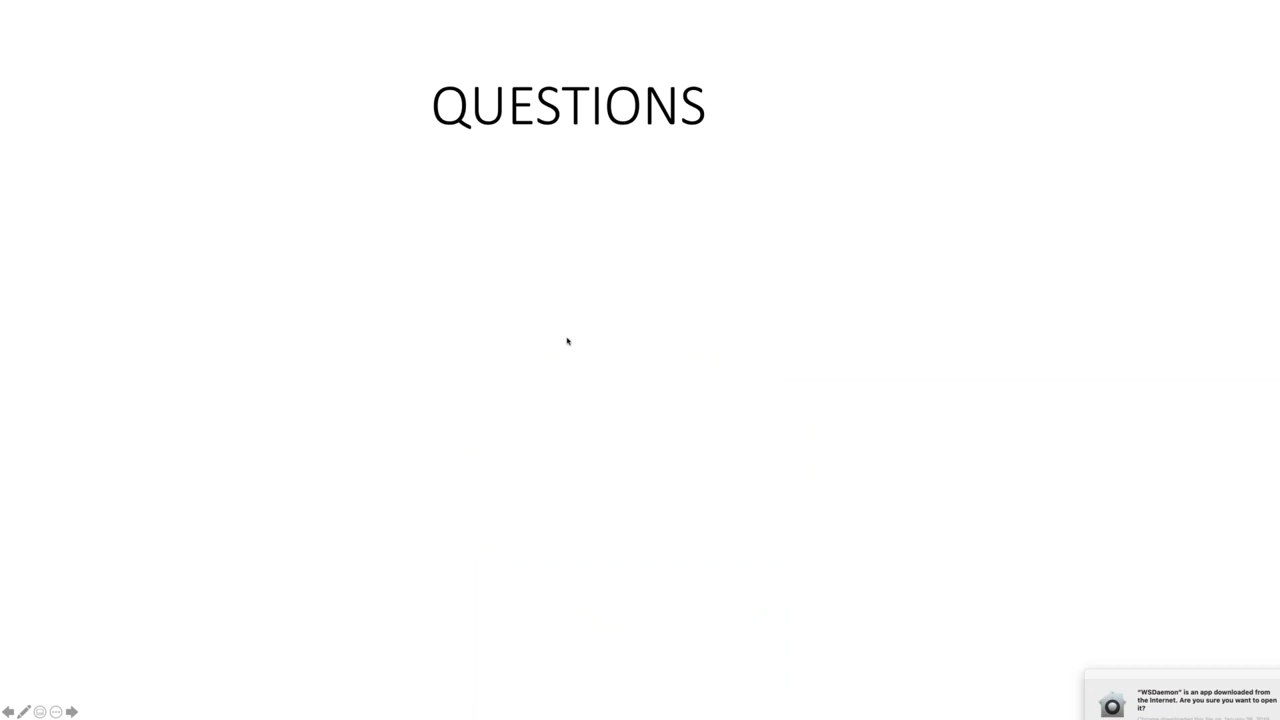 QUESTIONS
“WSDaemon” is an app downloaded from
the Internet. Are you sure you want to open
it?